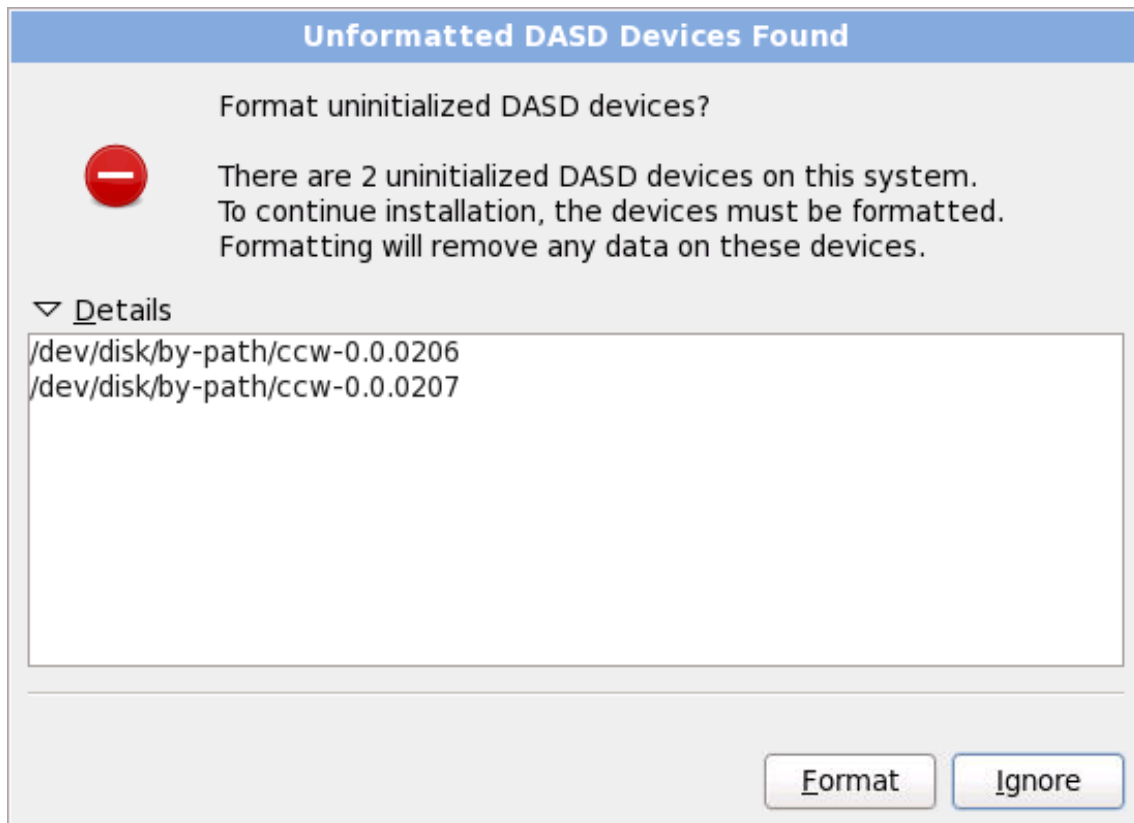 Unformatted DASD Devices Found
Format uninitialized DASD devices?
There are 2 uninitialized DASD devices on this system.
To continue installation, the devices must be formatted.
Formatting will remove any data on these devices.
Details
/dev/disk/by-path/ccw-0.0.0206
/dev/disk/by-path/ccw-0.0.0207
Format Ignore